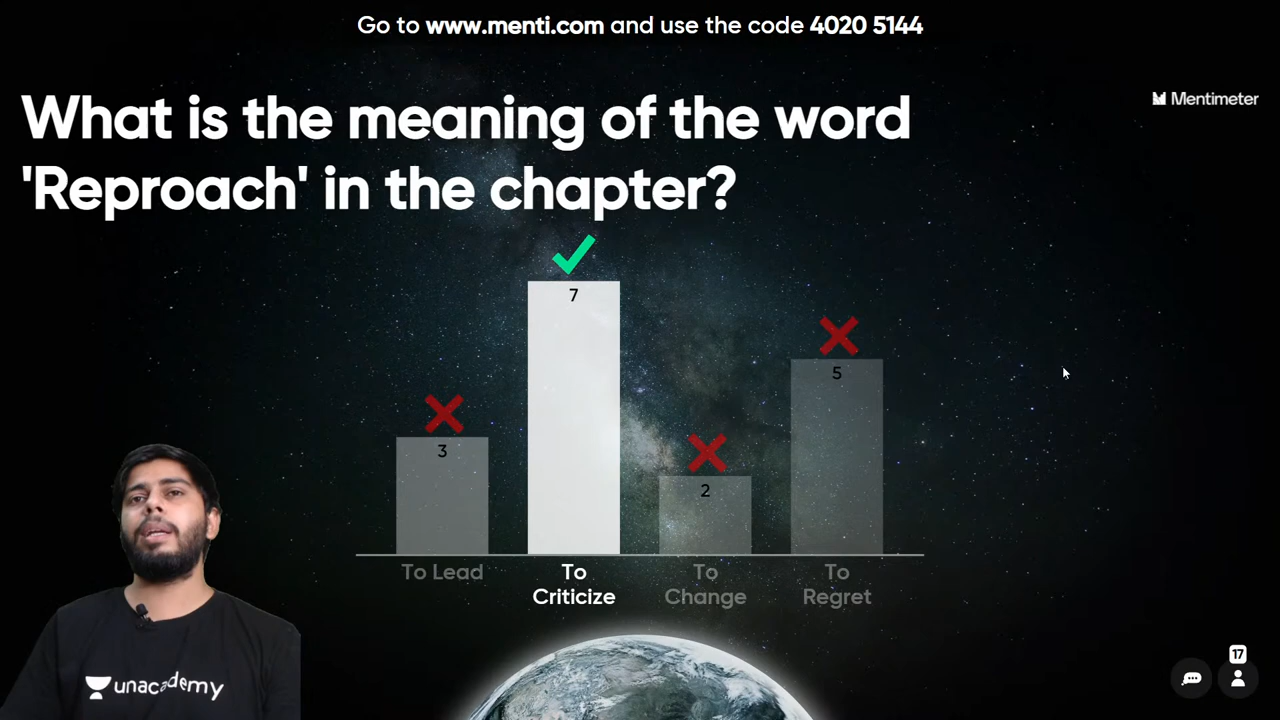 Go to www.menti.com and use the code 4020 5144
Mentimeter
What is the meaning of the word
'Reproach' in the chapter?
7
5
3
2
To Lead
To
Criticize
To
Change
To
Regret
17
unacademy